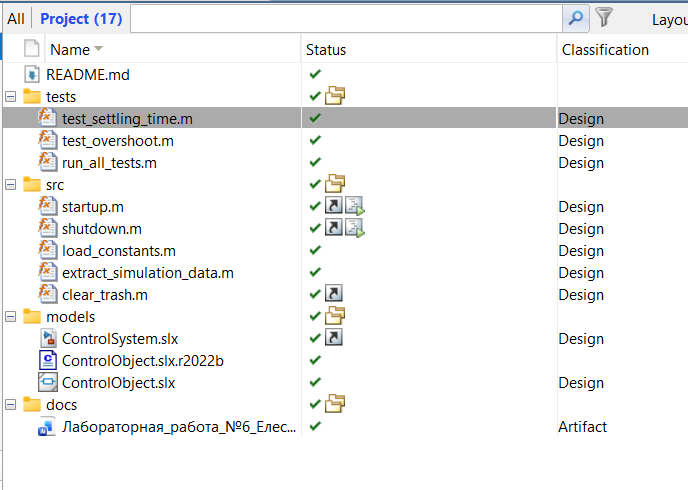 All Project (17) Layou
Name Status Classification
README.md
tests
test_settling_time.m Design
test_overshoot.m Design
run_all_tests.m Design
src
startup.m Design
shutdown.m Design
load_constants.m Design
extract_simulation_data.m Design
clear_trash.m Design
models
ControlSystem.slx Design
ControlObject.slx.r2022b
ControlObject.slx Design
docs
Лабораторная_работа_№6_Елес... Artifact